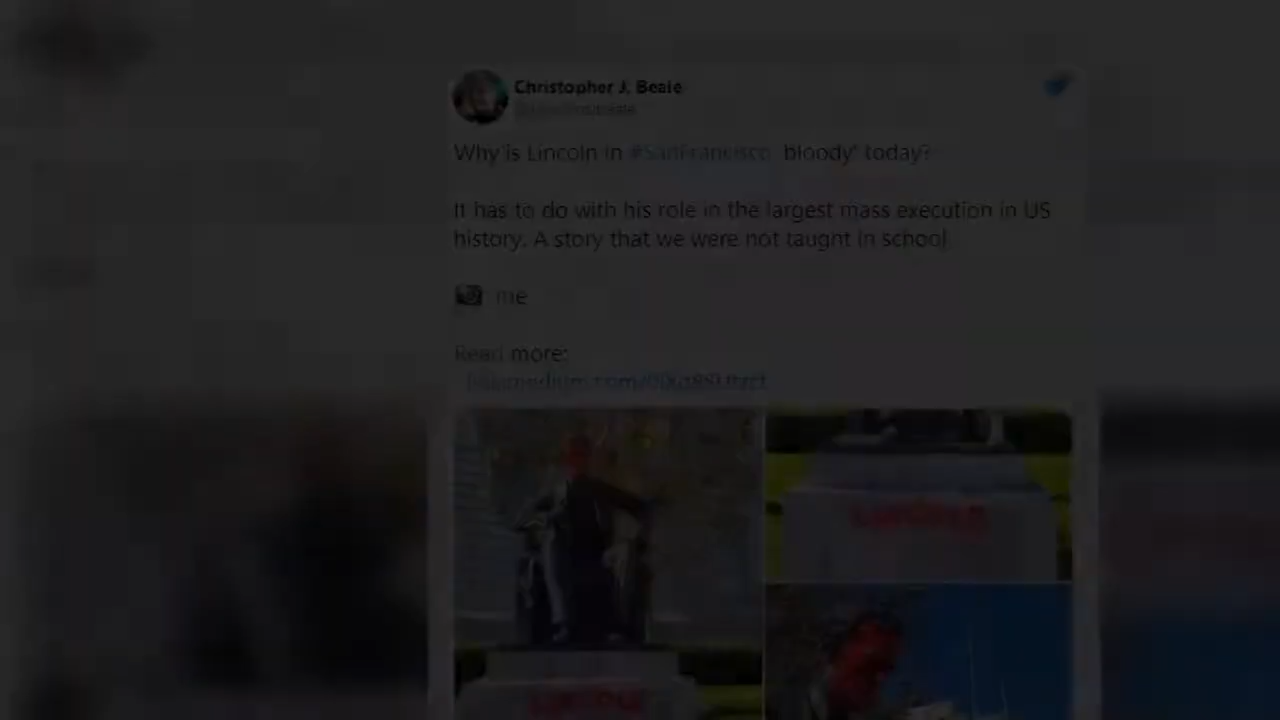 Christopher J. Beale
Why is Lincoln in #SanFrancisco 'bloody' today?
It has to do with his role in the largest mass execution in US
history. A story that we were not taught in school
me
Read more:
LINCOLN